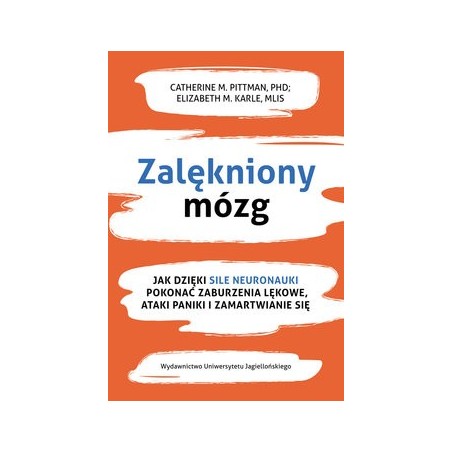 CATHERINE M. PITTMAN, PHD;
ELIZABETH M. KARLE, MLIS
Zalękniony
mózg
JAK DZIĘKI SILE NEURONAUKI
POKONAĆ ZABURZENIA LĘKOWE,
ATAKI PANIKI I ZAMARTWIANIE SIĘ
Wydawnictwo Uniwersytetu Jagiellońskiego